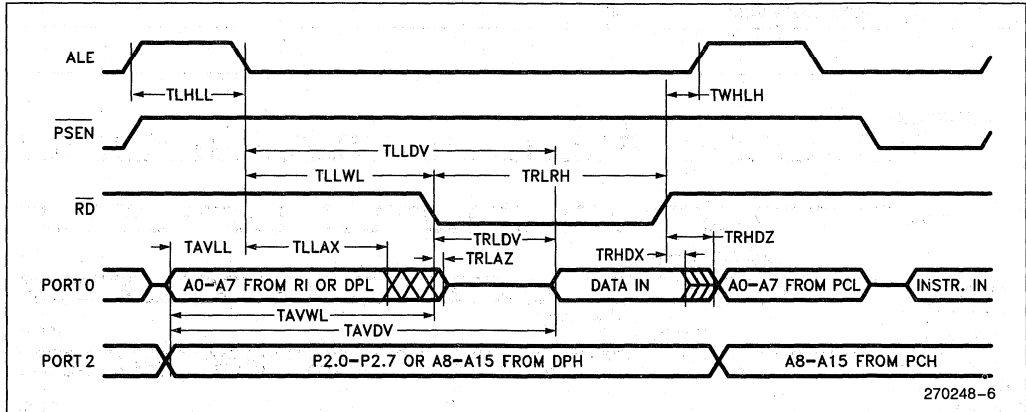 ALE
TLHLL
TWHLH
PSEN
TLLDV
TLLWL
TRLRH
RD
TAVLL
TLLAX
TRLDV
TRLAZ
TRHDX
TRHDZ
PORT 0
A0-A7 FROM RI OR DPL
DATA IN
A0-A7 FROM PCL
INSTR. IN
TAVWL
TAVDV
PORT 2
P2.0-P2.7 OR A8-A15 FROM DPH
A8-A15 FROM PCH
270248-6